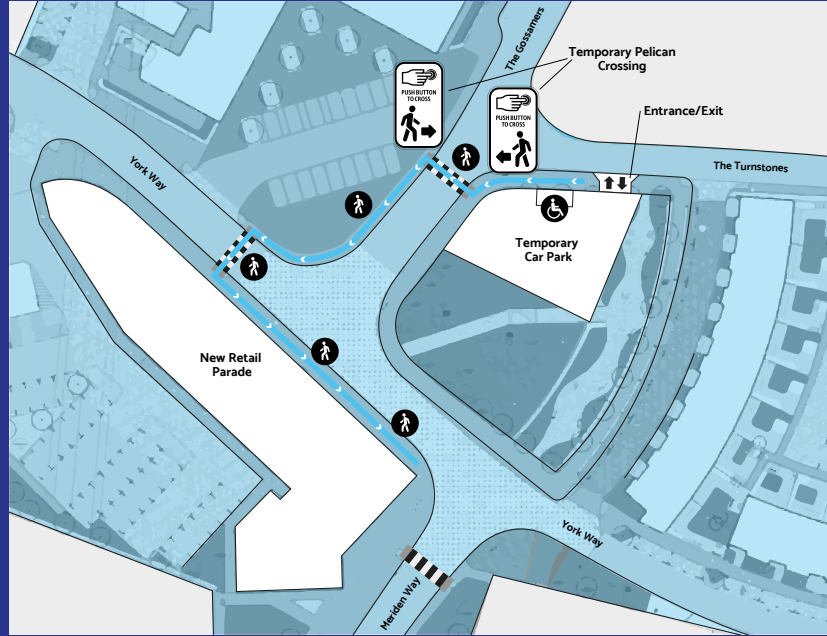 The Gossamers
Temporary Pelican
Crossing
PUSH BUTTON
TO CROSS
PUSH BUTTON
TO CROSS
Entrance/Exit
York Way
The Turnstones
Temporary
Car Park
New Retail
Parade
York Way
Meriden Way